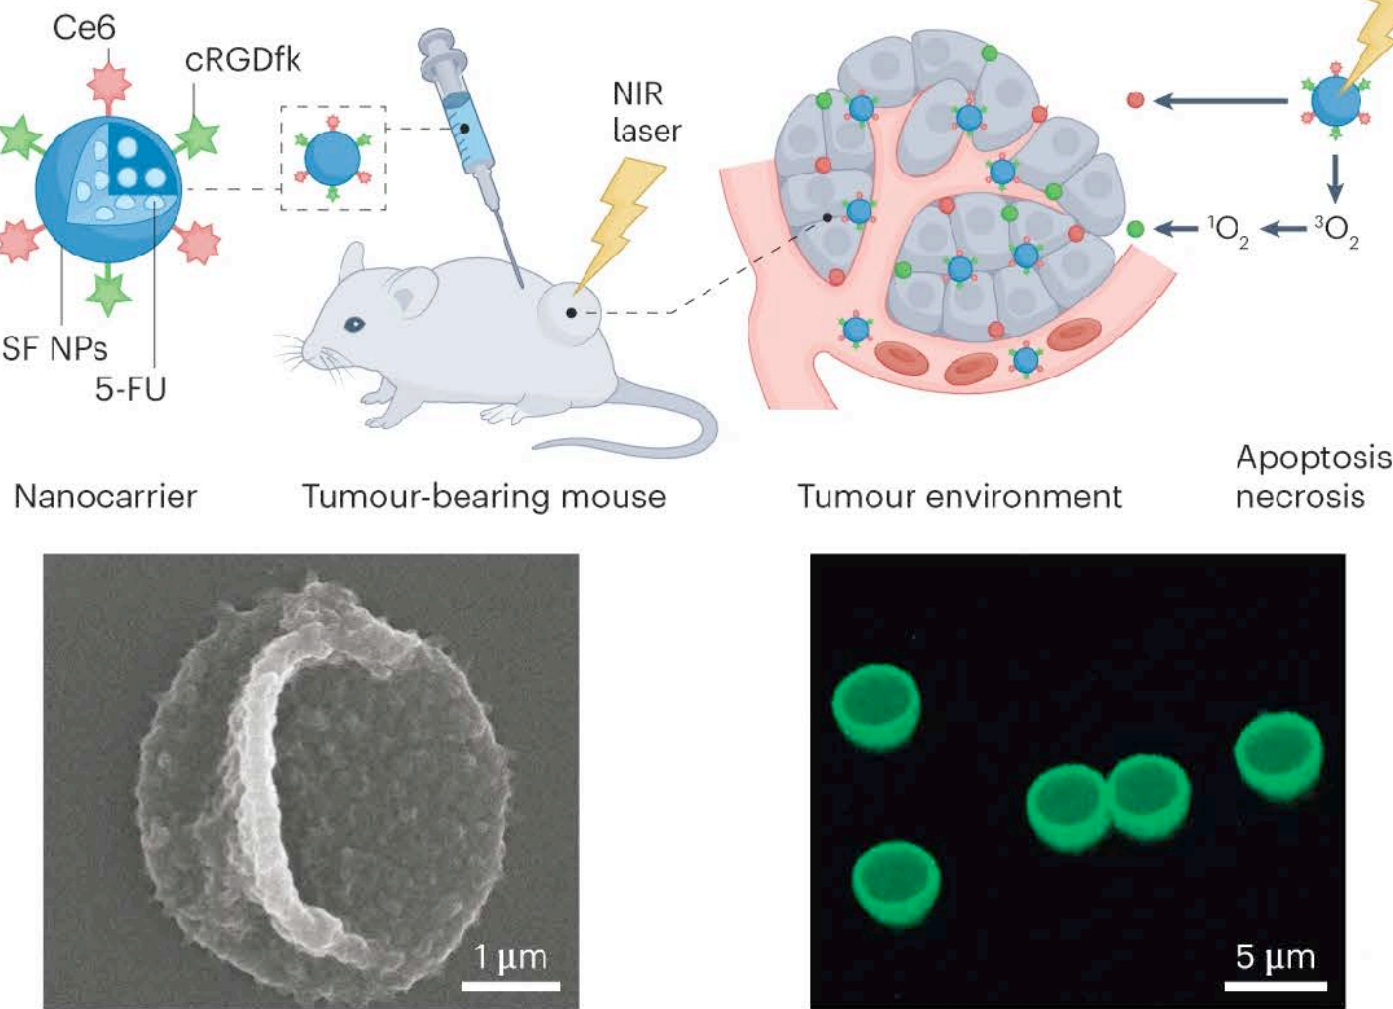 Ce6
cRGDfk
SF NPs
5-FU
NIR
laser
¹O₂
³O₂
Nanocarrier
Tumour-bearing mouse
Tumour environment
Apoptosis
necrosis
1 μm
5 μm